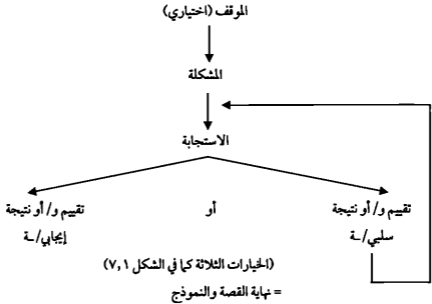 الموقف (اختياري)
المشكلة
الاستجابة
تقييم و/ أو نتيجة
سلبي/ـة
أو
تقييم و/ أو نتيجة
إيجابي/ـة
(الخيارات الثلاثة كما في الشكل ٧,١)
= نهاية القصة والنموذج